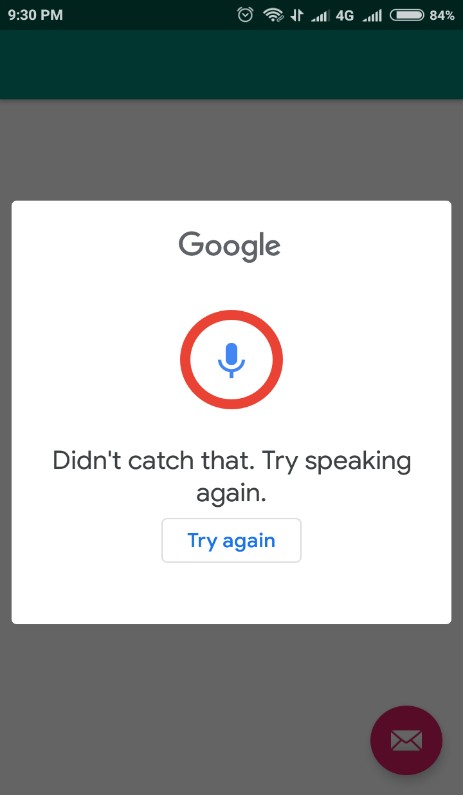 9:30 PM 4G 84%
Google
Didn't catch that. Try speaking
again.
Try again